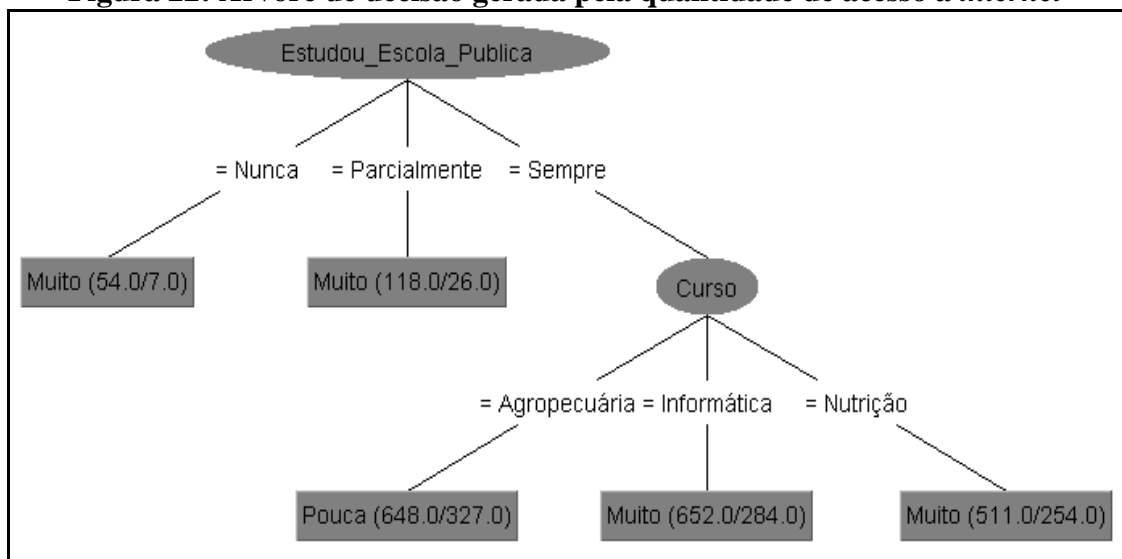 Figura 22: Árvore de decisão gerada pela quantidade de acesso à internet
Estudou_Escola_Publica
= Nunca = Parcialmente = Sempre
Muito (54.0/7.0) Muito (118.0/26.0) Curso
= Agropecuária = Informática = Nutrição
Pouca (648.0/327.0) Muito (652.0/284.0) Muito (511.0/254.0)